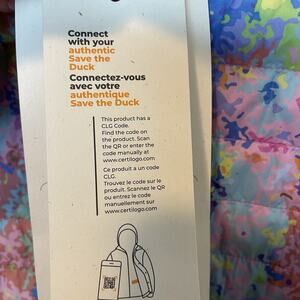 Connect
with your
authentic
Save the
Duck
Connectez-vous
avec votre
authentique
Save the Duck
This product has a
CLG Code.
Find the code on
the product. Scan
the QR or enter the
code manually at
www.certilogo.com
Ce produit a un code
CLG.
Trouvez le code sur le
produit. Scannez le QR
ou entrez le code
manuellement sur
www.certilogo.com